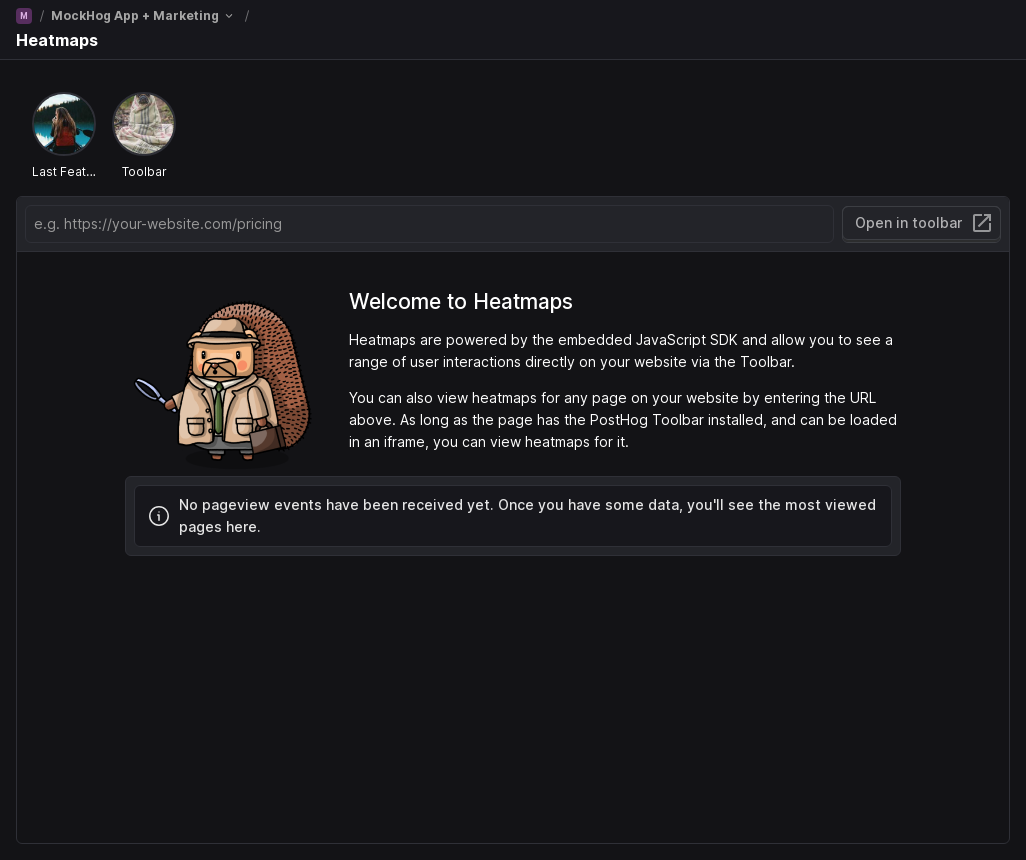 M / MockHog App + Marketing /
Heatmaps
Last Feat...
Toolbar
e.g. https://your-website.com/pricing
Open in toolbar
Welcome to Heatmaps
Heatmaps are powered by the embedded JavaScript SDK and allow you to see a
range of user interactions directly on your website via the Toolbar.
You can also view heatmaps for any page on your website by entering the URL
above. As long as the page has the PostHog Toolbar installed, and can be loaded
in an iframe, you can view heatmaps for it.
No pageview events have been received yet. Once you have some data, you'll see the most viewed
pages here.